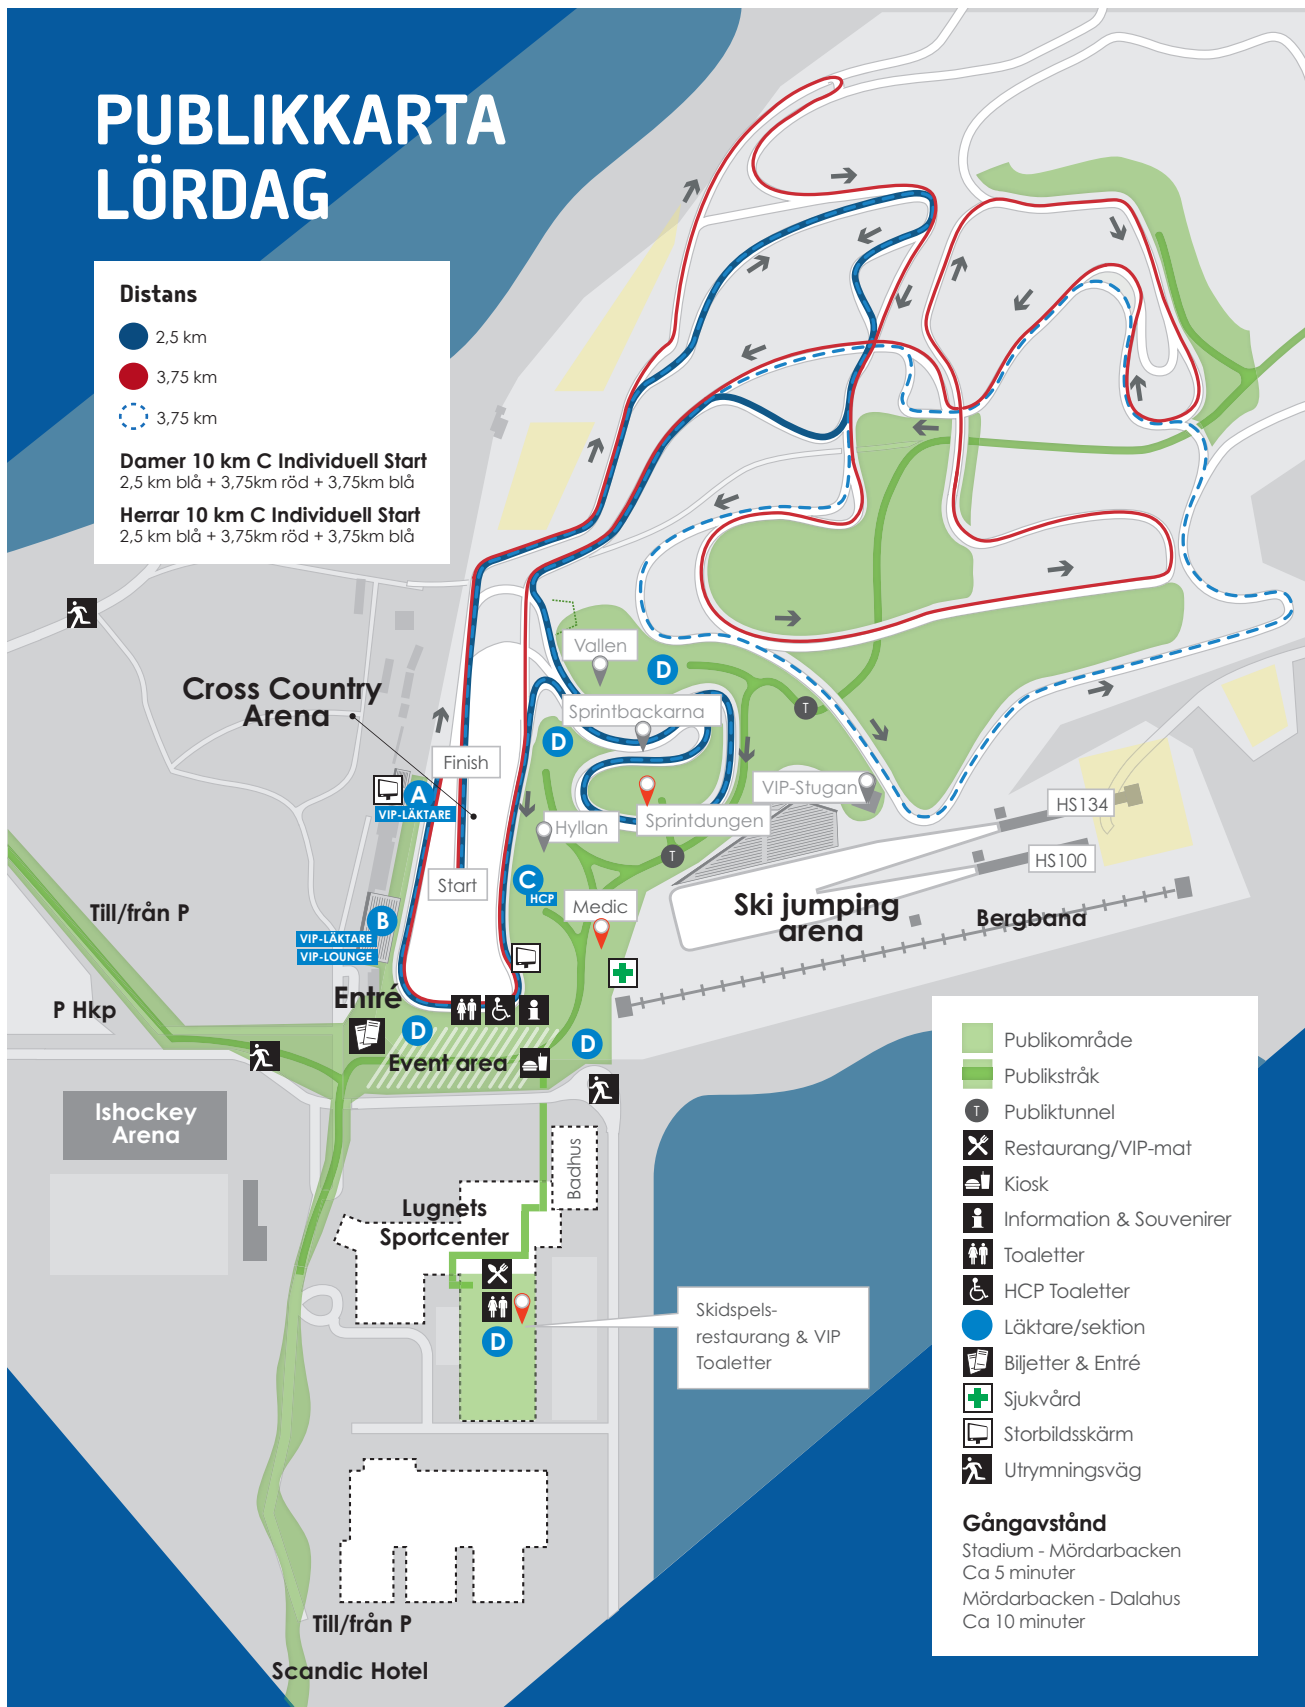 PUBLIKKARTA
LÖRDAG
Distans
2,5 km
3,75 km
3,75 km
Damer 10 km C Individuell Start
2,5 km blå + 3,75km röd + 3,75km blå
Herrar 10 km C Individuell Start
2,5 km blå + 3,75km röd + 3,75km blå
Vallen
D
Cross Country
Arena
Sprintbackarna
T
D
Finish
VIP-Stugan
A
VIP-LÄKTARE
HS134
Sprintdungen
Hyllan
T
HS100
Start
C
HCP
Medic
Ski jumping
arena
Bergbana
Till/från P
B
VIP-LÄKTARE
VIP-LOUNGE
Entré
P Hkp
D
D
Event area
Ishockey
Arena
Badhus
Lugnets
Sportcenter
D
Skidspels-
restaurang & VIP
Toaletter
Till/från P
Scandic Hotel
Publikområde
Publikstråk
T
Publiktunnel
Restaurang/VIP-mat
Kiosk
Information & Souvenirer
Toaletter
HCP Toaletter
Läktare/sektion
Biljetter & Entré
Sjukvård
Storbildsskärm
Utrymningsväg
Gångavstånd
Stadium - Mördarbacken
Ca 5 minuter
Mördarbacken - Dalahus
Ca 10 minuter